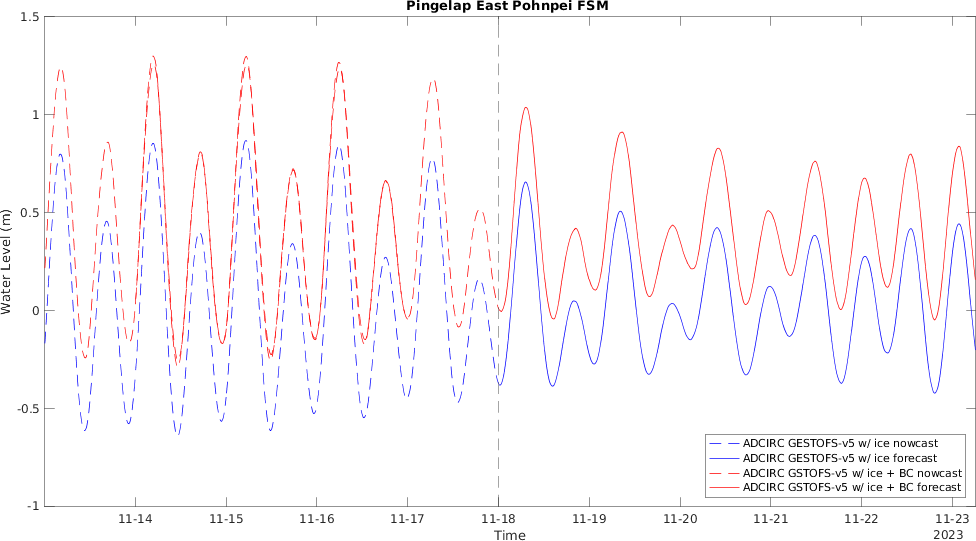 Pingelap East Pohnpei FSM
1.5
1
0.5
0
-0.5
-1
Water Level (m)
ADCIRC GESTOFS-v5 w/ ice nowcast
ADCIRC GESTOFS-v5 w/ ice forecast
ADCIRC GSTOFS-v5 w/ ice + BC nowcast
ADCIRC GSTOFS-v5 w/ ice + BC forecast
11-14 11-15 11-16 11-17 11-18 11-19 11-20 11-21 11-22 11-23
Time
2023